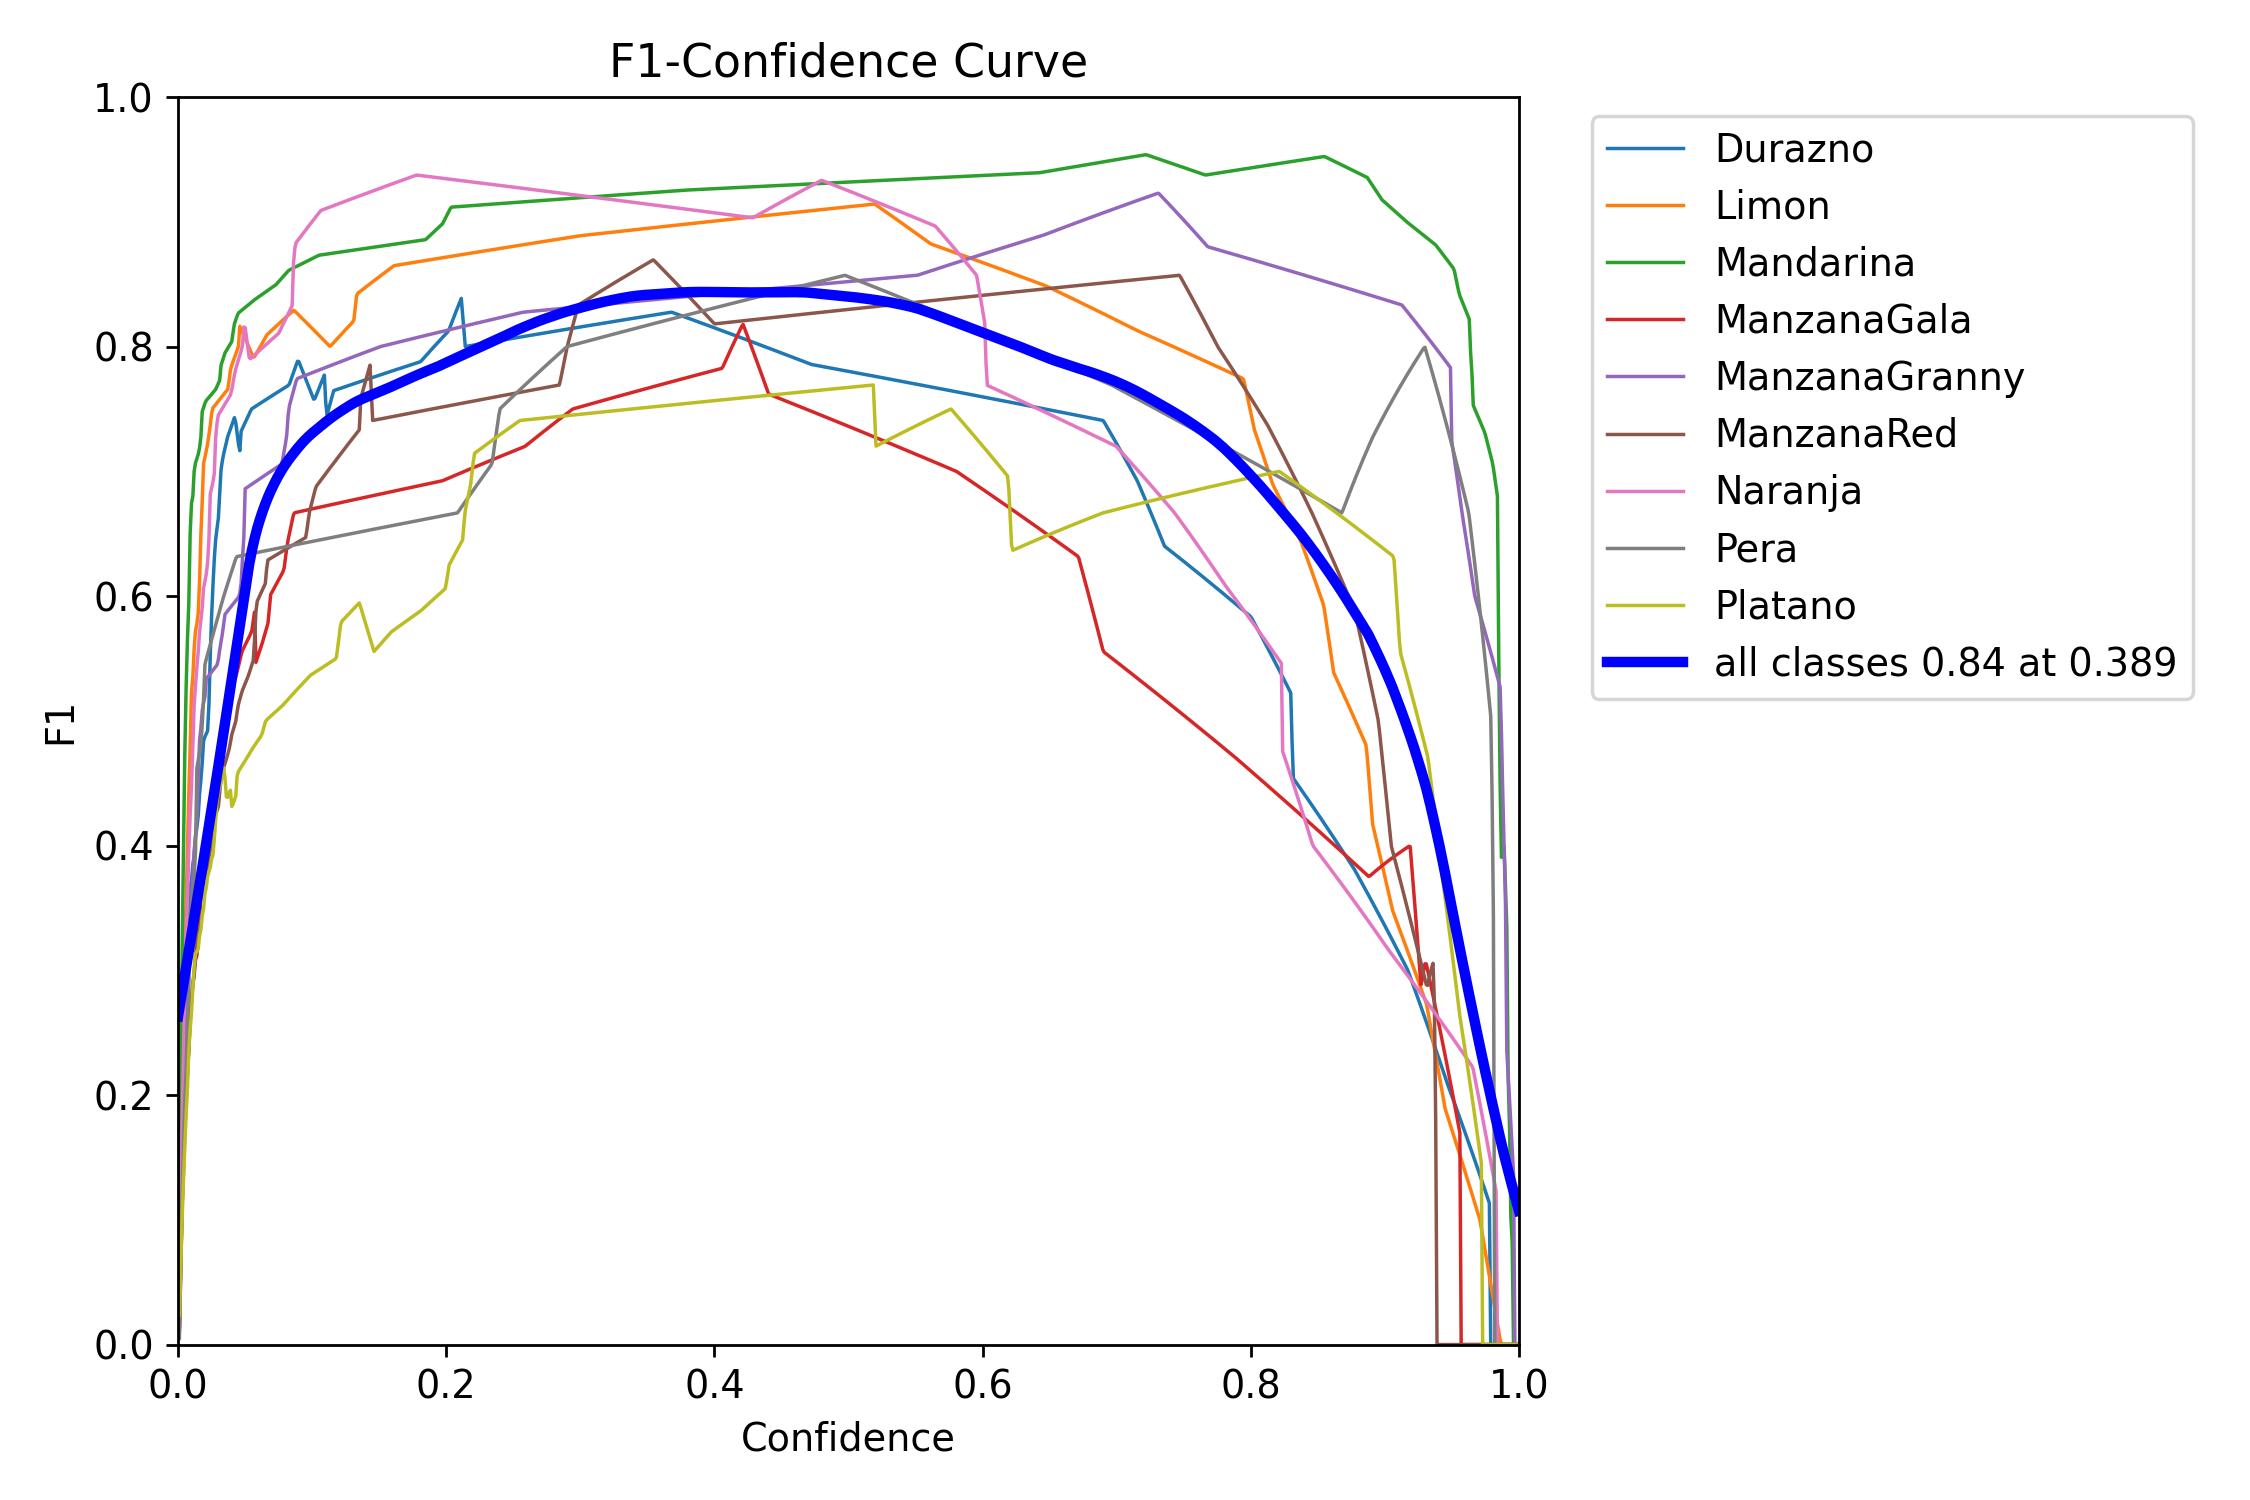 F1-Confidence Curve
1.0
0.8
0.6
0.4
0.2
0.0
F1
0.0 0.2 0.4 0.6 0.8 1.0
Confidence
Durazno
Limon
Mandarina
ManzanaGala
ManzanaGranny
ManzanaRed
Naranja
Pera
Platano
all classes 0.84 at 0.389